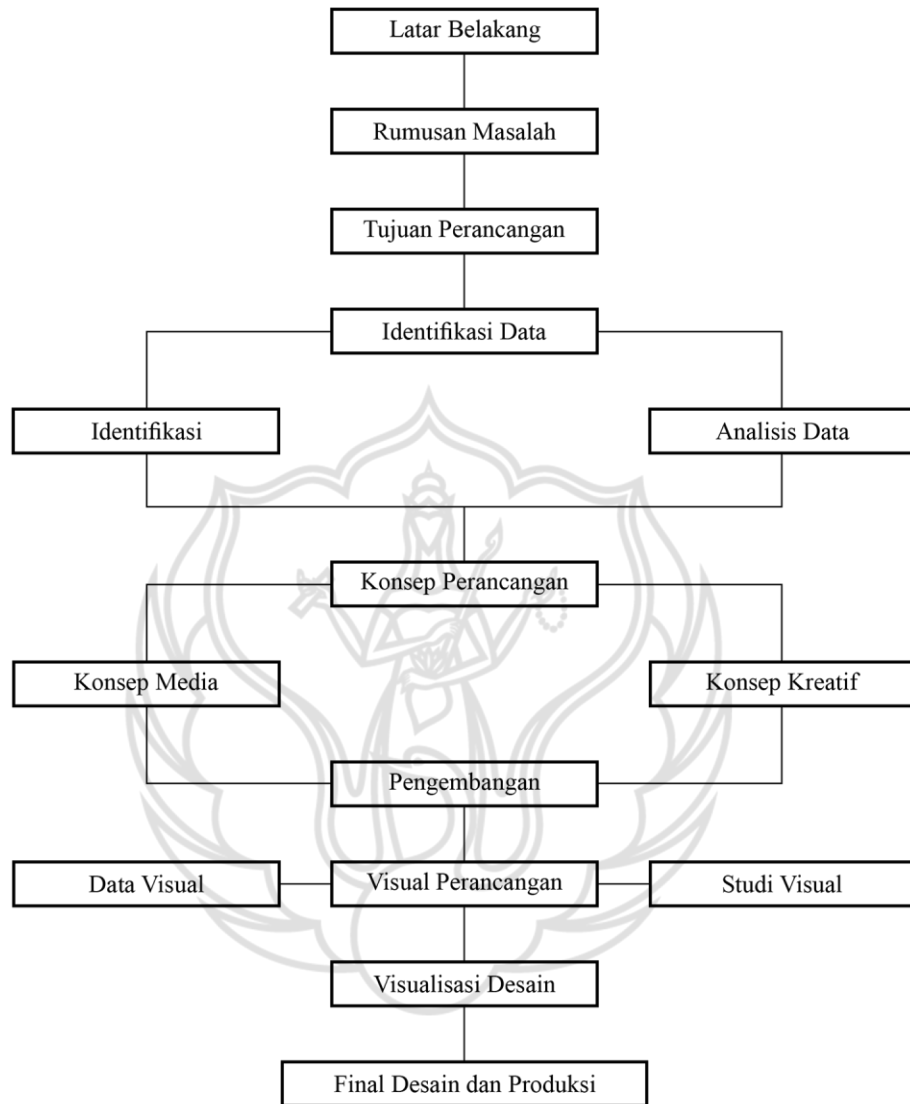 Latar Belakang
Rumusan Masalah
Tujuan Perancangan
Identifikasi Data
Identifikasi
Analisis Data
Konsep Perancangan
Konsep Media
Konsep Kreatif
Pengembangan
Data Visual
Visual Perancangan
Studi Visual
Visualisasi Desain
Final Desain dan Produksi